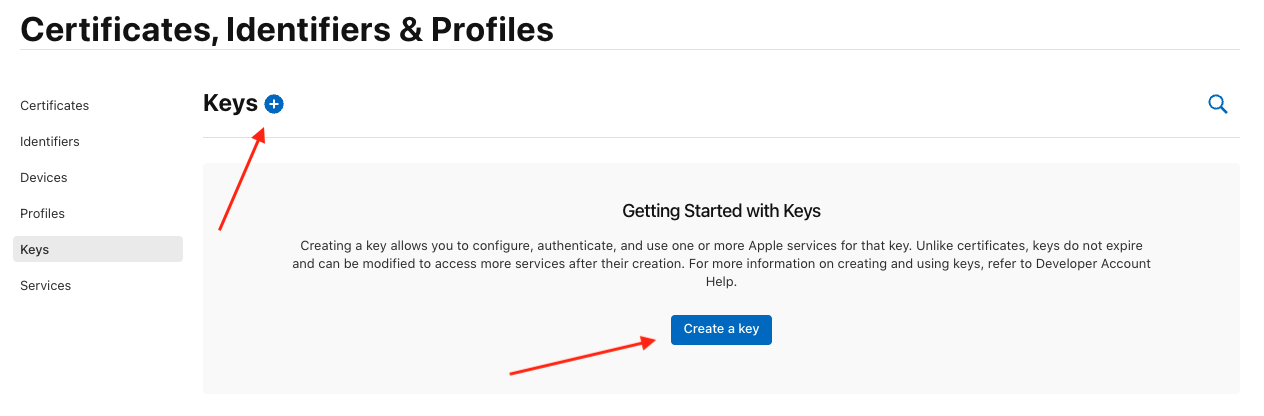 Certificates, Identifiers & Profiles
Certificates
Identifiers
Devices
Profiles
Keys
Services
Keys
Getting Started with Keys
Creating a key allows you to configure, authenticate, and use one or more Apple services for that key. Unlike certificates, keys do not expire
and can be modified to access more services after their creation. For more information on creating and using keys, refer to Developer Account
Help.
Create a key